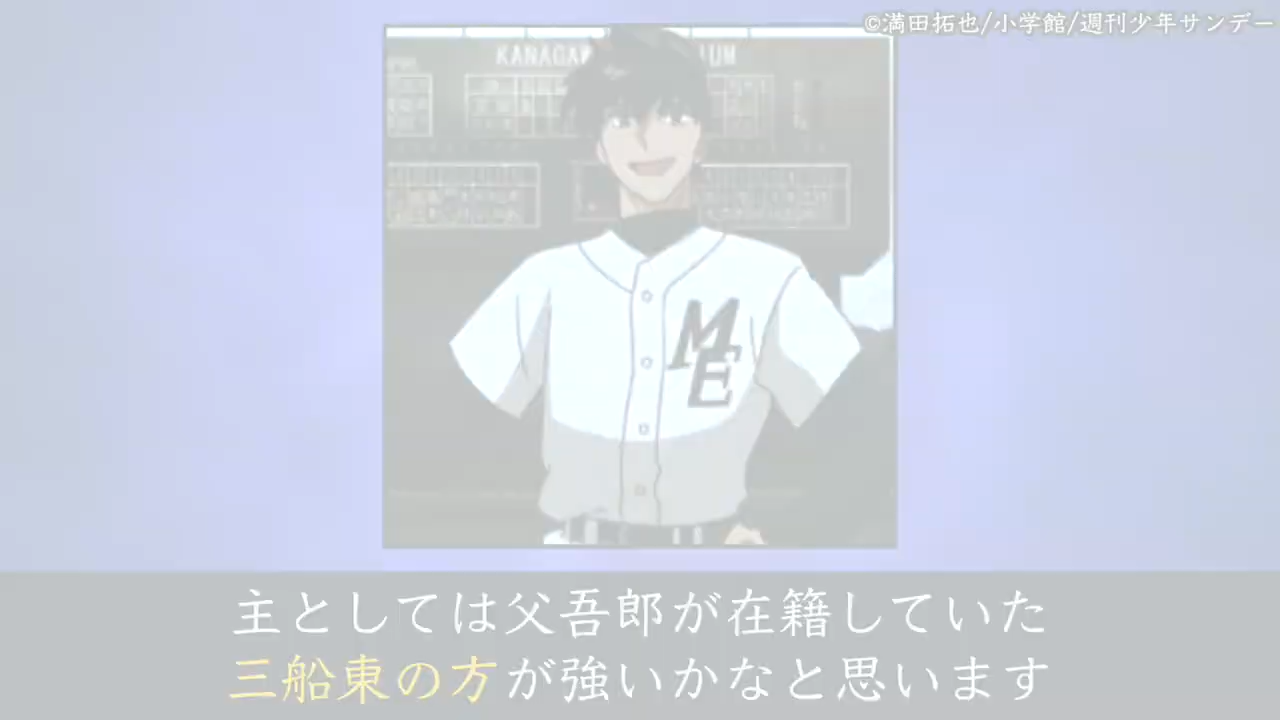 ©満田拓也/小学館/週刊少年サンデー
KANAGA
UM
ME
主としては父吾郎が在籍していた
三船東の方が強いかなと思います